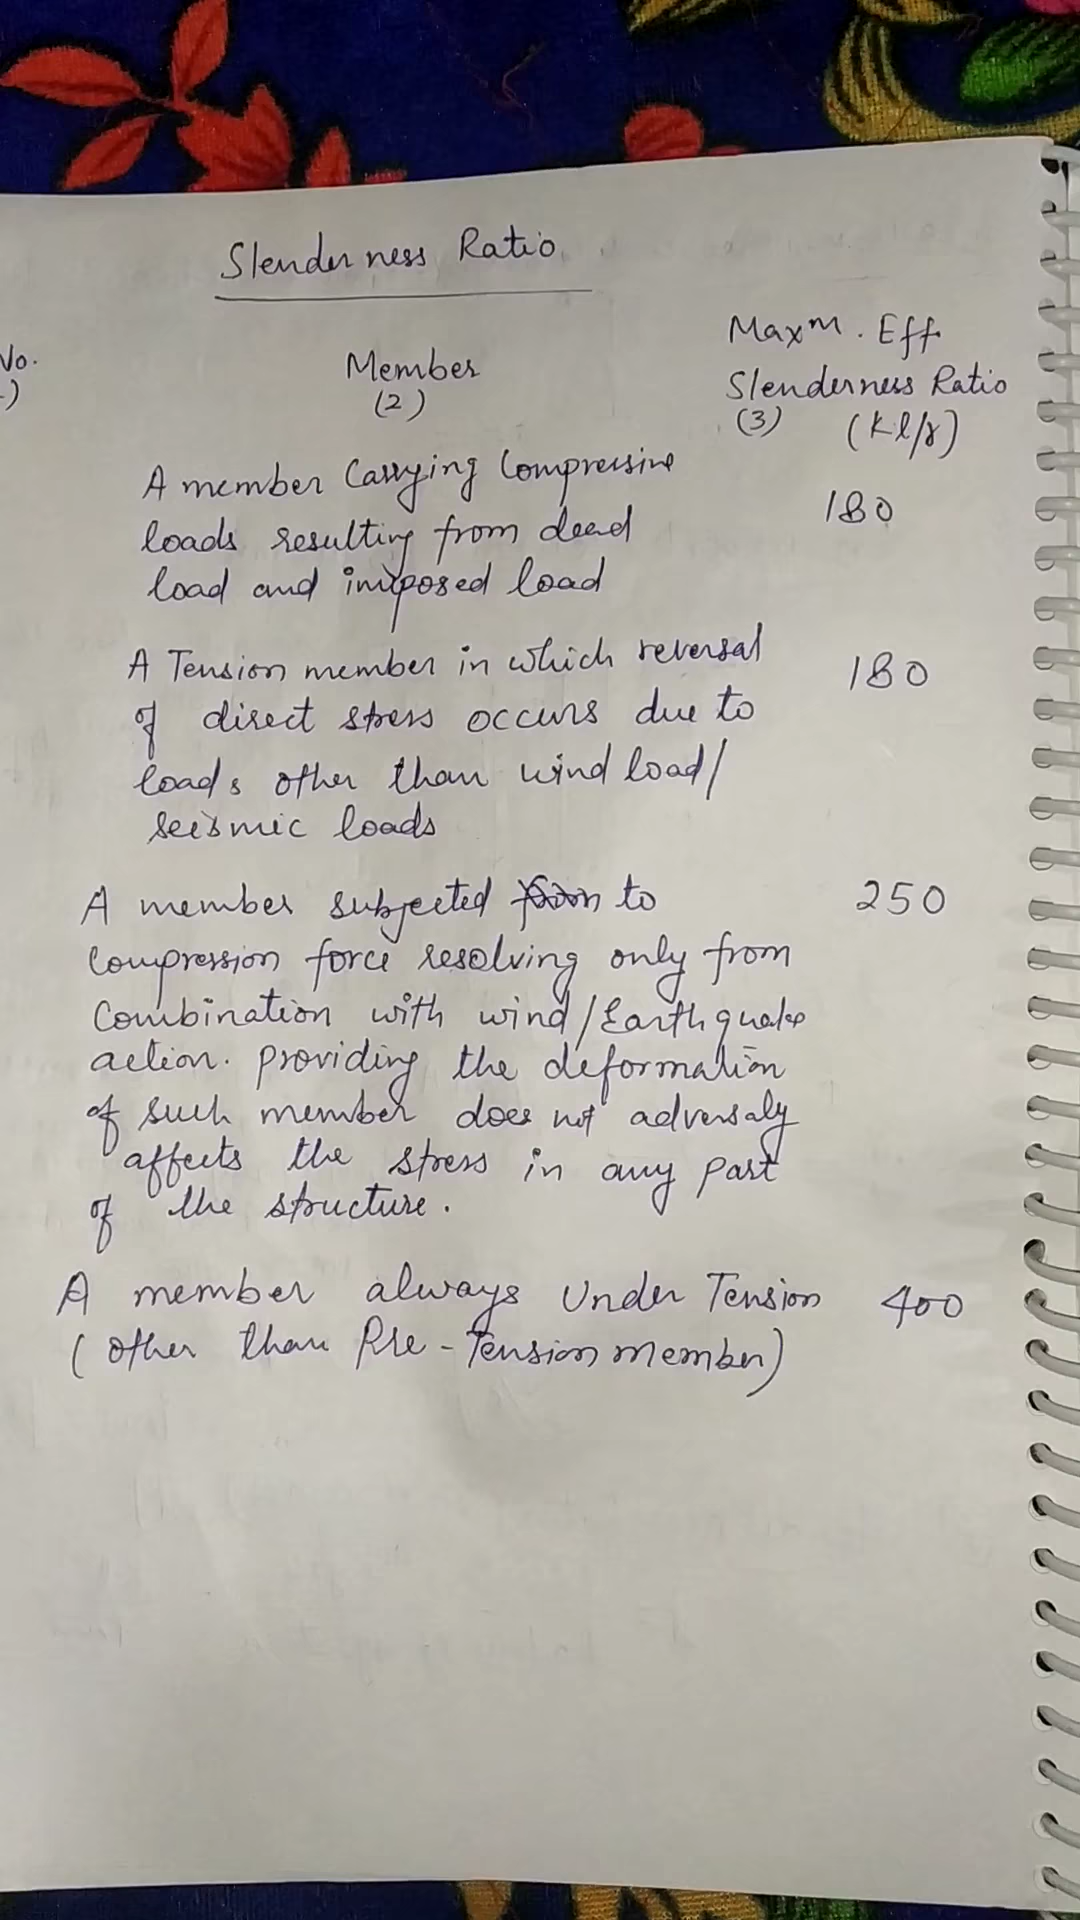 Slenderness Ratio
No.
Member
(2)
Maxm. Eff
Slenderness Ratio
(3) (kl/r)
A member Carrying Compressive
loads resulting from dead
load and imposed load
180
A Tension member in which reversal
of direct stress occurs due to
loads other than wind load/
seismic loads
180
A member subjected to
Compression force resolving only from
Combination with wind/Earthquake
action. providing the deformation
of such member does not adversaly
affects the stress in any part
of the structure.
250
A member always Under Tension
(other than Pre-Tension member)
400